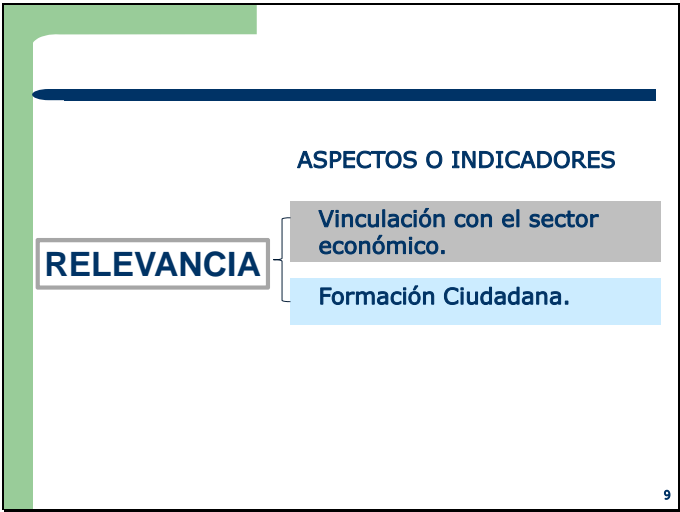 ASPECTOS O INDICADORES
Vinculación con el sector
económico.
RELEVANCIA
Formación Ciudadana.
9